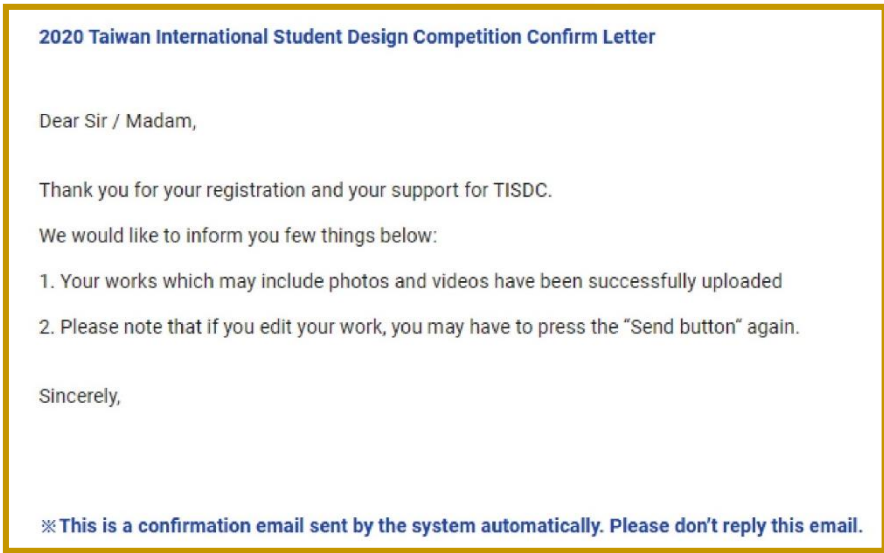 2020 Taiwan International Student Design Competition Confirm Letter
Dear Sir / Madam,
Thank you for your registration and your support for TISDC.
We would like to inform you few things below:
1. Your works which may include photos and videos have been successfully uploaded
2. Please note that if you edit your work, you may have to press the “Send button“ again.
Sincerely,
※This is a confirmation email sent by the system automatically. Please don’t reply this email.